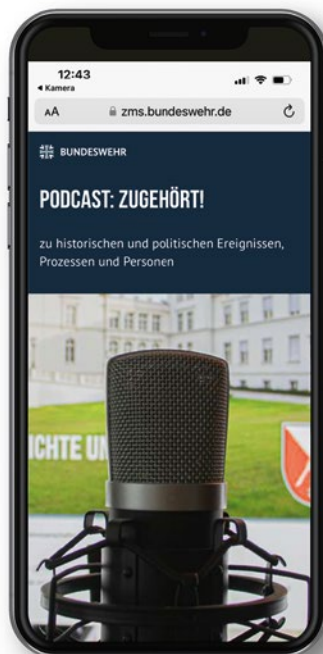 12:43
◀ Kamera
AA zms.bundeswehr.de
BUNDESWEHR
PODCAST: ZUGEHÖRT!
zu historischen und politischen Ereignissen,
Prozessen und Personen
ICHTE UN